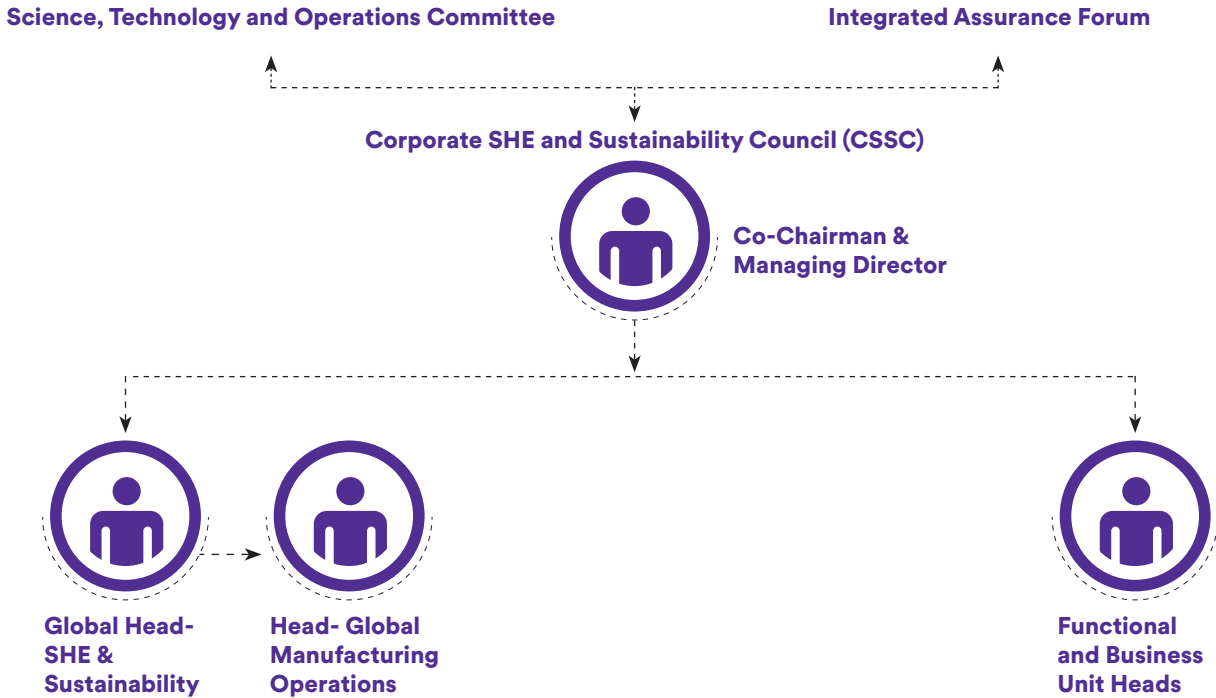 Science, Technology and Operations Committee
Integrated Assurance Forum
Corporate SHE and Sustainability Council (CSSC)
Co-Chairman &
Managing Director
Global Head-
SHE &
Sustainability
Head- Global
Manufacturing
Operations
Functional
and Business
Unit Heads